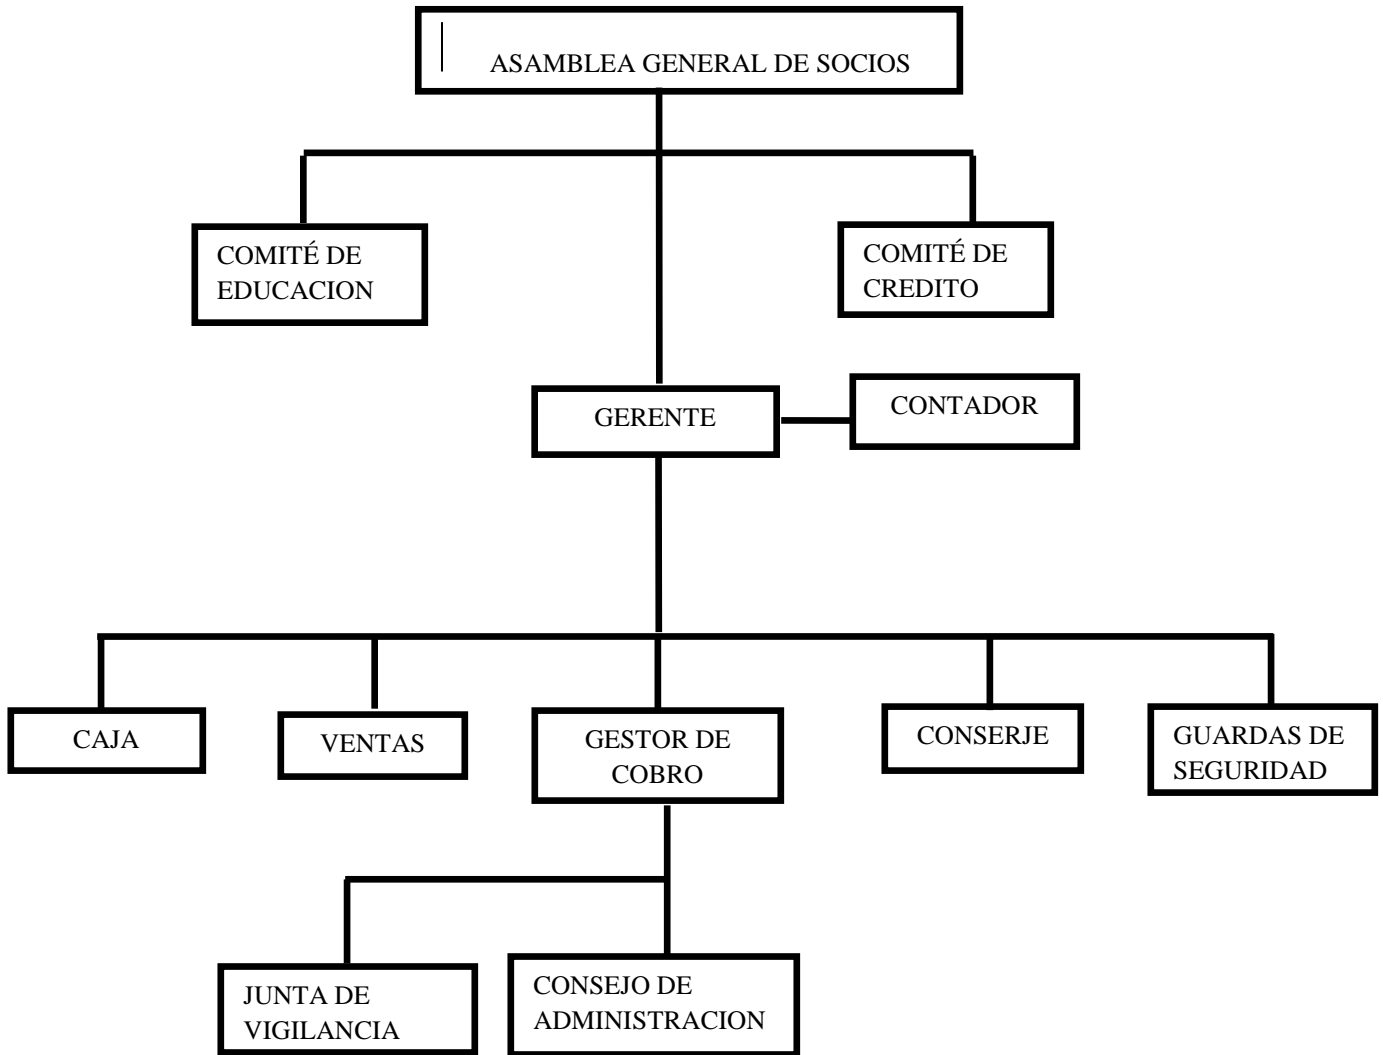 ASAMBLEA GENERAL DE SOCIOS
COMITÉ DE
EDUCACION
COMITÉ DE
CREDITO
GERENTE
CONTADOR
CAJA
VENTAS
GESTOR DE
COBRO
CONSERJE
GUARDAS DE
SEGURIDAD
JUNTA DE
VIGILANCIA
CONSEJO DE
ADMINISTRACION